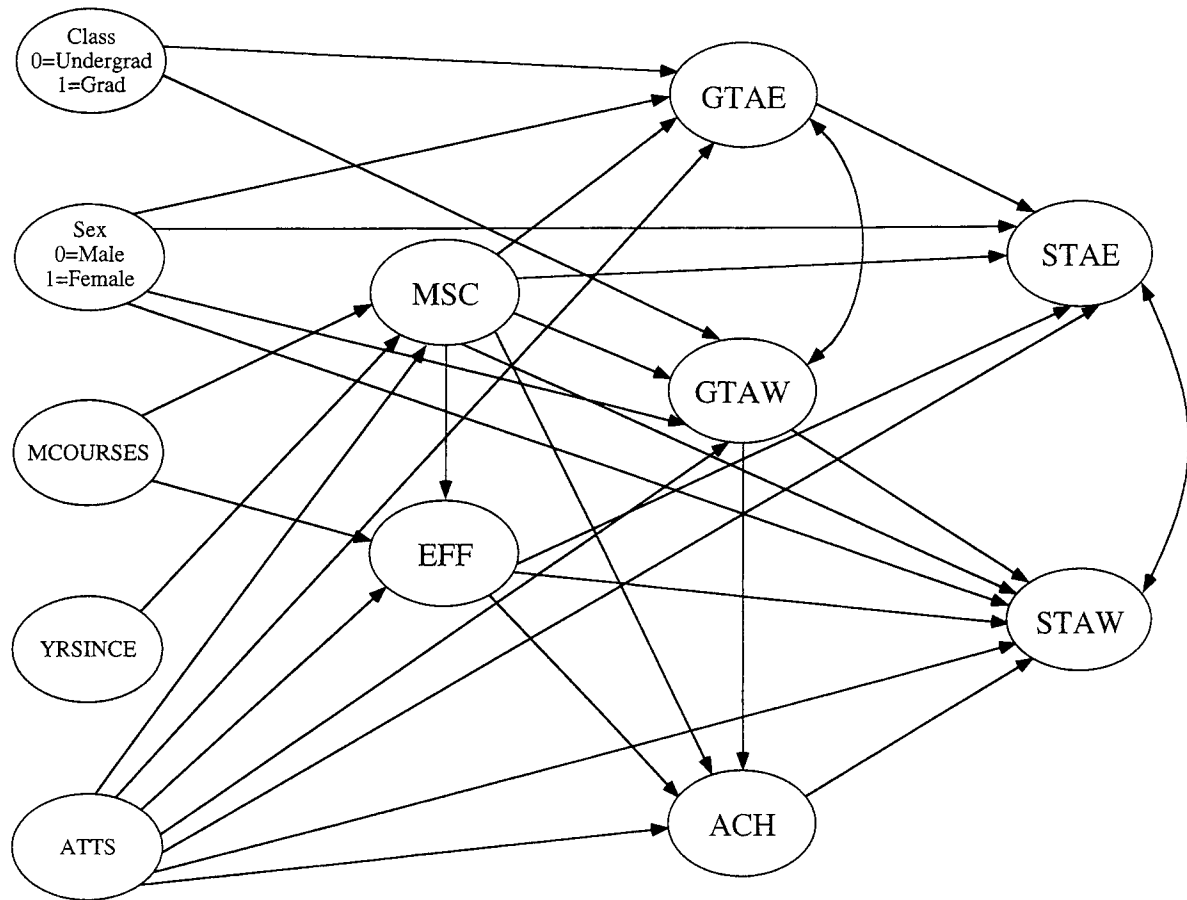 Class
0=Undergrad
1=Grad
GTAE
Sex
0=Male
1=Female
STAE
MSC
GTAW
MCOURSES
EFF
STAW
YRSINCE
ACH
ATTS